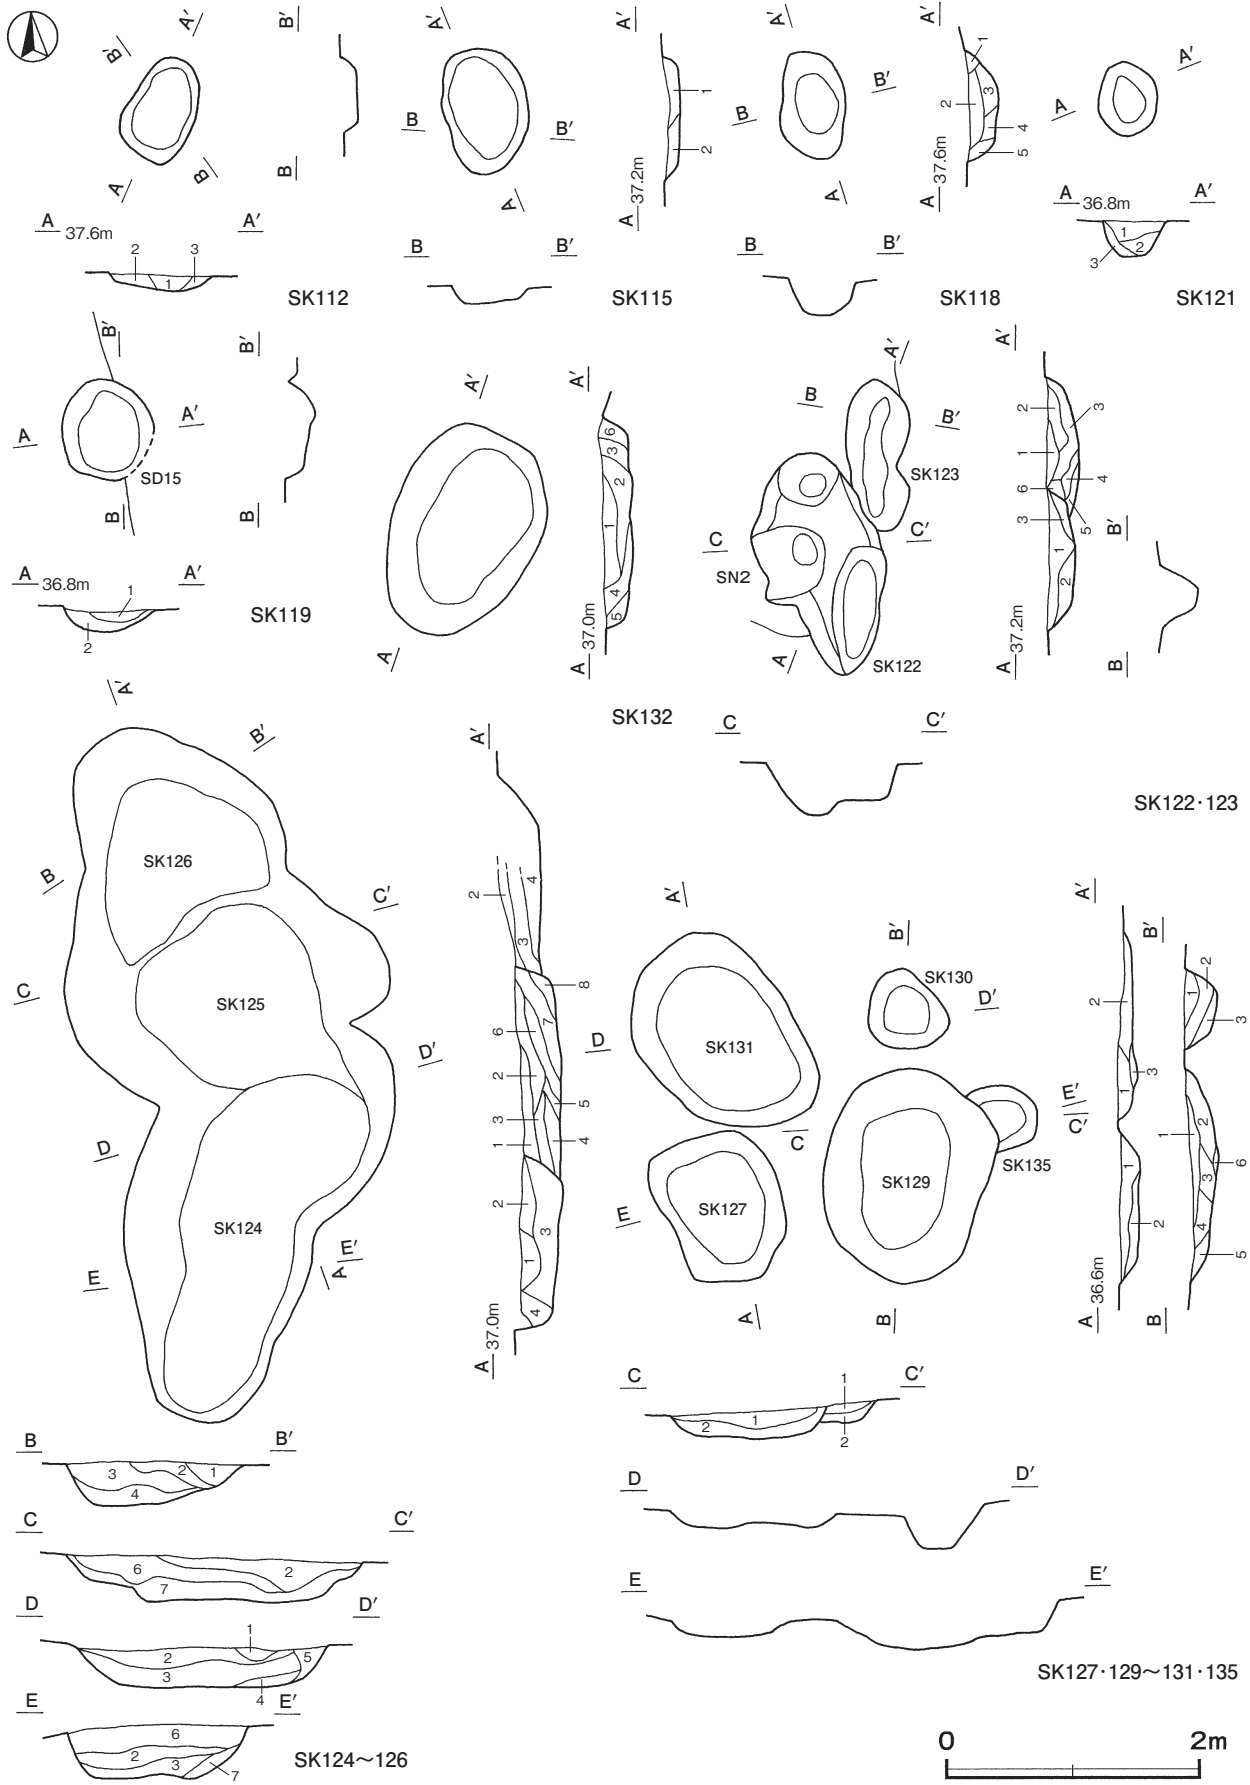 A′
B′
B′
A′
A′
A′
A′
A′
B′
B
B
B′
B
B′
A
1
2
3
4
5
2
B
A
A
A
1
2
A 37.2m
A 37.6m
A 36.8m A′
1
2
3
A 37.6m A′
2 3
1
B B′
B B′
SK112
SK115
SK118
SK121
B′
B′
A
A′
SD15
B
B
A 36.8m A′
1
2
SK119
A′
A
A′
6
3
2
1
4
5
A 37.0m
SK132
A′
B
B′
SK123
C
C′
SN2
A
SK122
A′
2
3
1
4
6
5
3
1
2
A 37.2m
B′
B
C C′
SK122・123
A′
B′
SK126
B
C′
C
SK125
D′
D
SK124
E′
E
A
A′
2
4
3
8
7
6
2
5
3
4
1
2
3
1
4
A 37.0m
B B′
3 2 1
4
C C′
6 2
7
D D′
1
2 5
3
4
E E′
6
2
3
7
SK124～126
A′
B′
SK130
D
D′
SK131
E′
C
C′
SK135
SK129
E
SK127
A
B
A′
2
3
1
1
2
A 36.6m
B′
2
1
3
1
2
6
3
4
5
B
C C′
1
2 1
2
D D′
E E′
SK127・129～131・135
0 2m